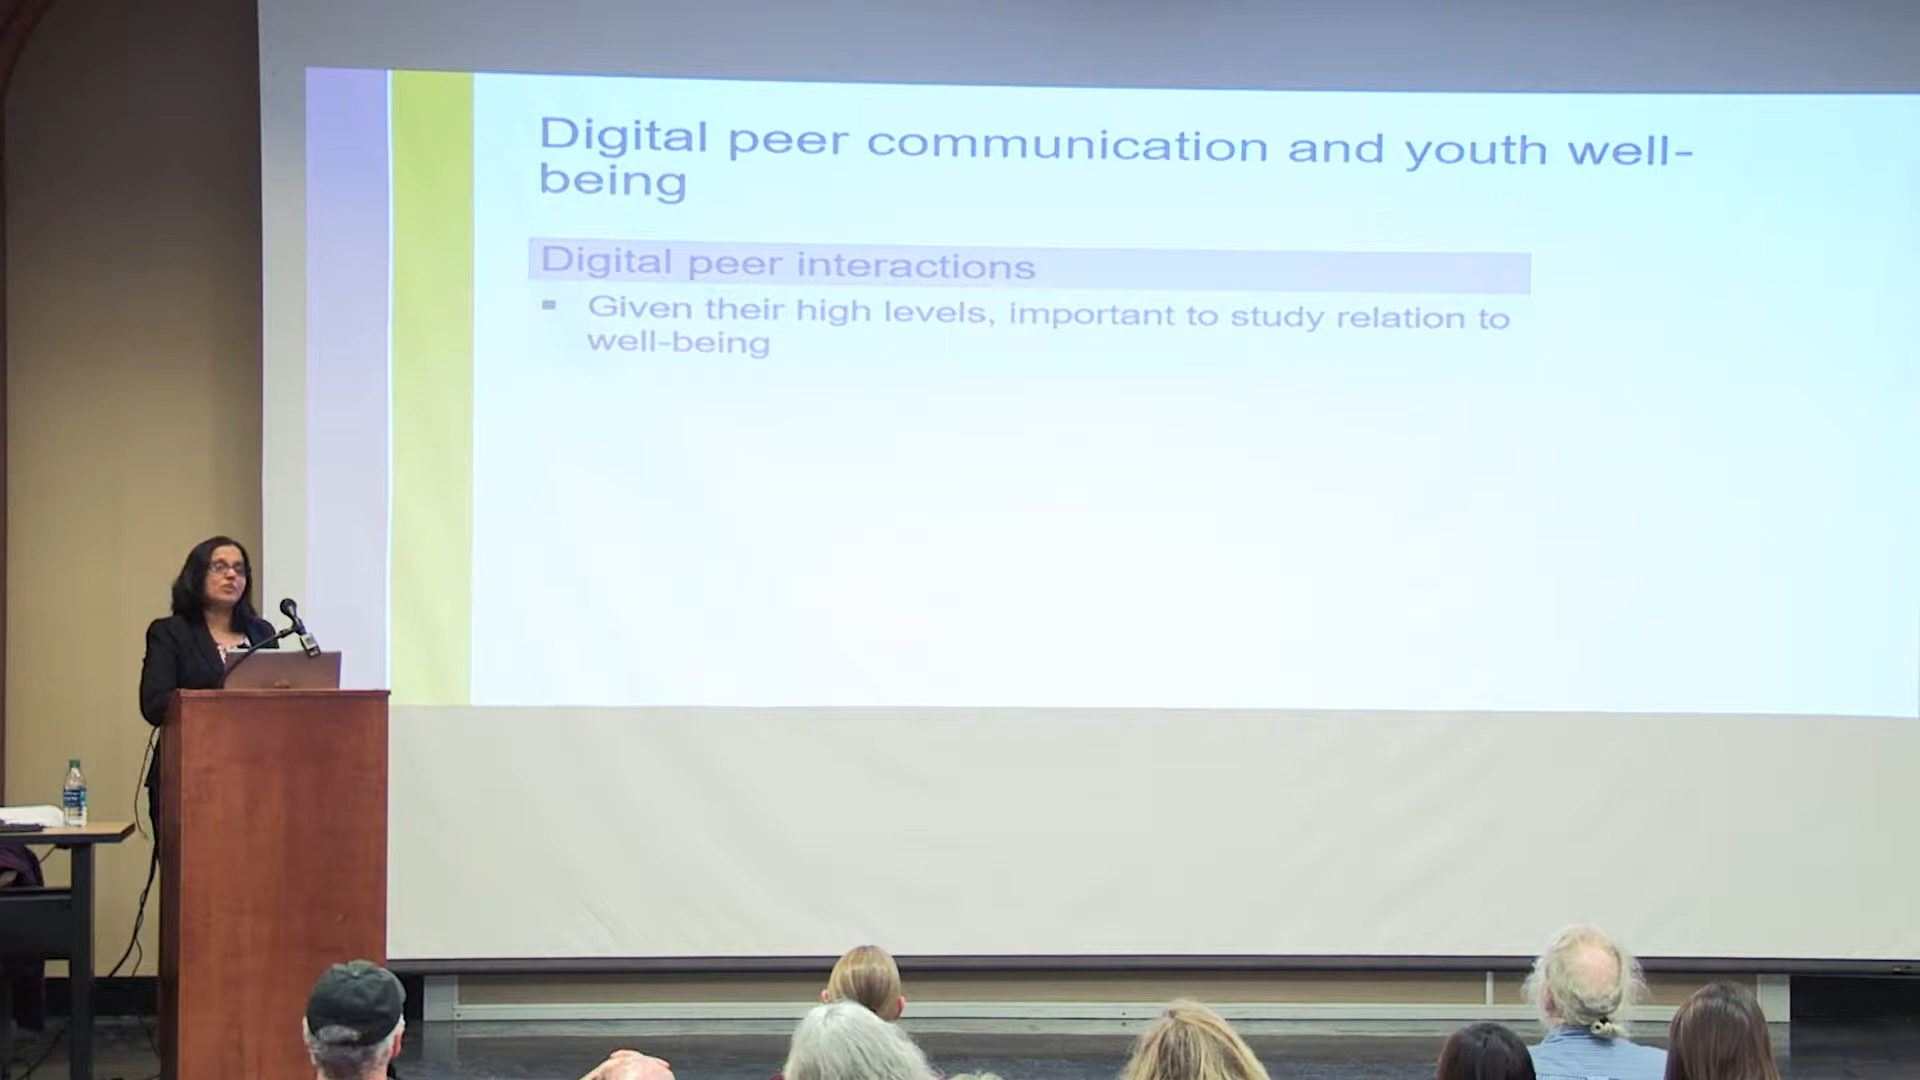 Digital peer communication and youth well-
being
Digital peer interactions
▪ Given their high levels, important to study relation to
well-being